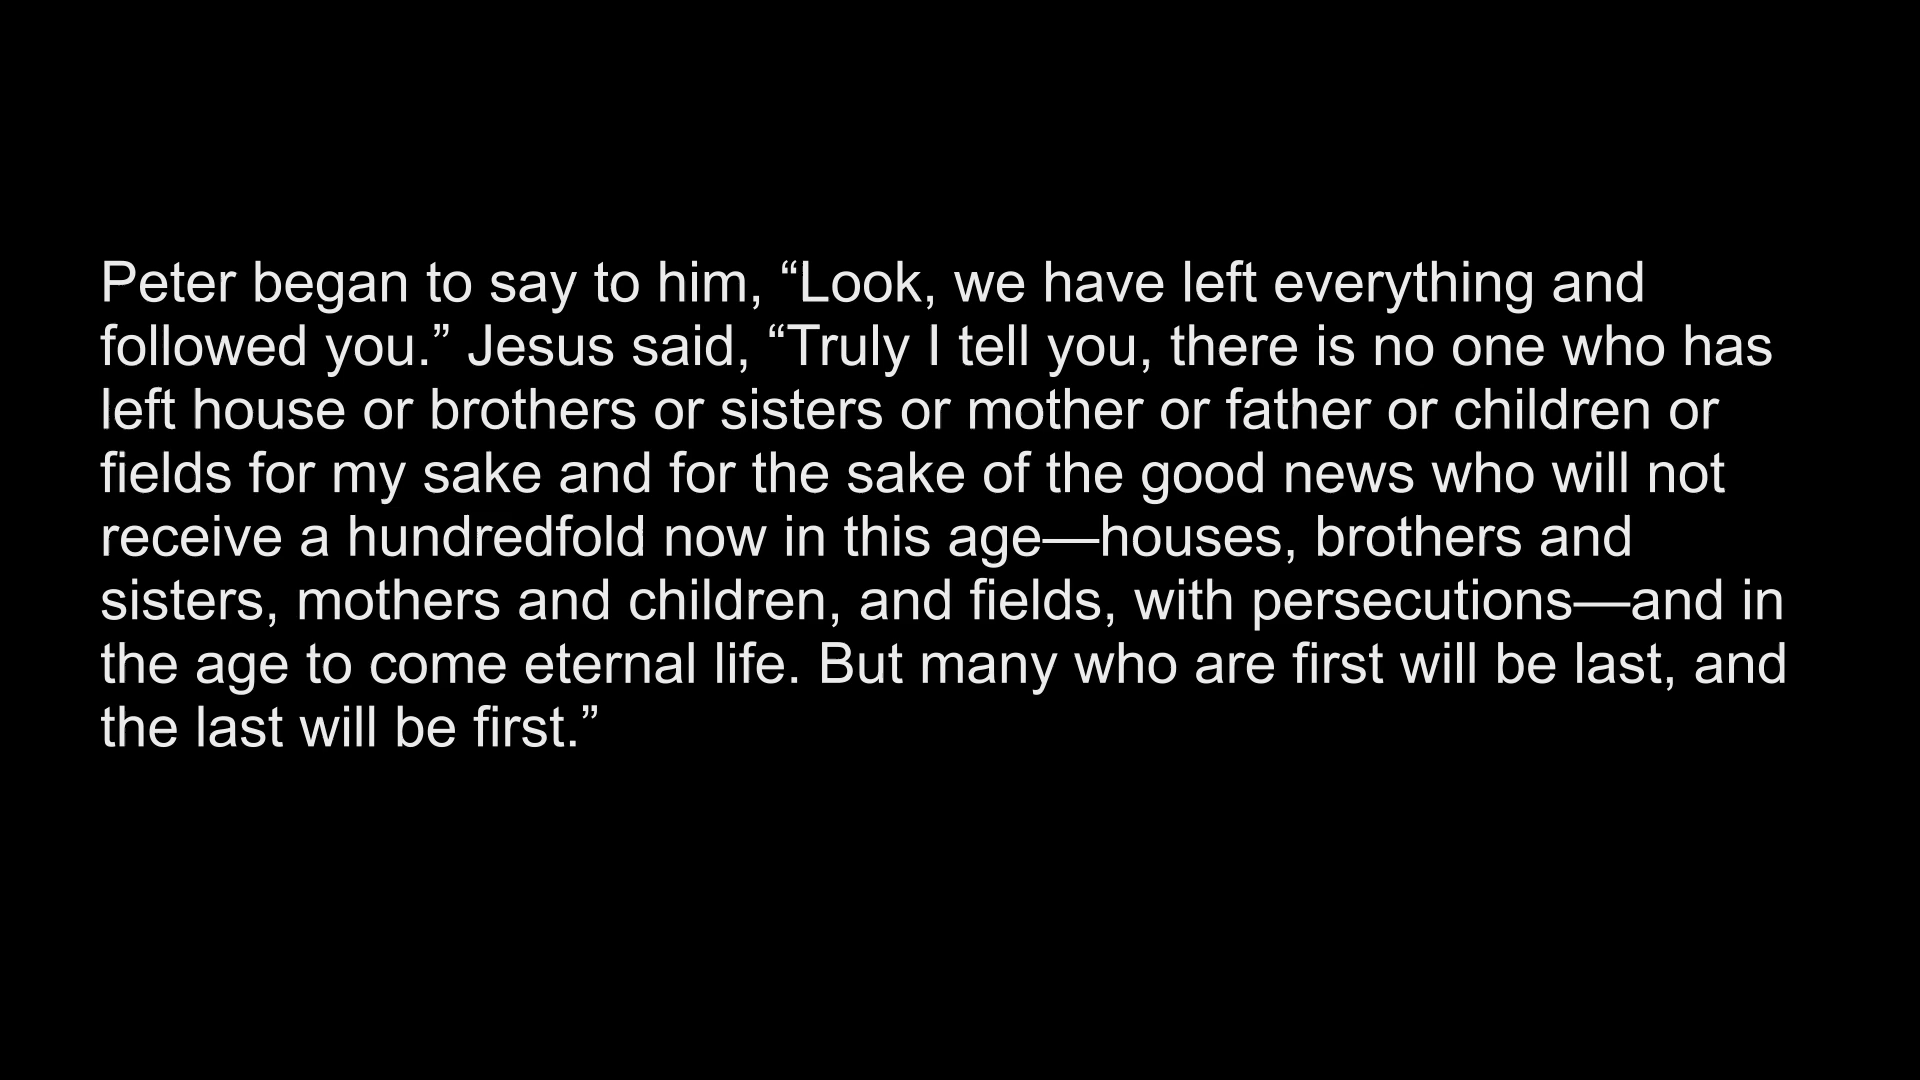 Peter began to say to him, “Look, we have left everything and
followed you.” Jesus said, “Truly I tell you, there is no one who has
left house or brothers or sisters or mother or father or children or
fields for my sake and for the sake of the good news who will not
receive a hundredfold now in this age—houses, brothers and
sisters, mothers and children, and fields, with persecutions—and in
the age to come eternal life. But many who are first will be last, and
the last will be first.”